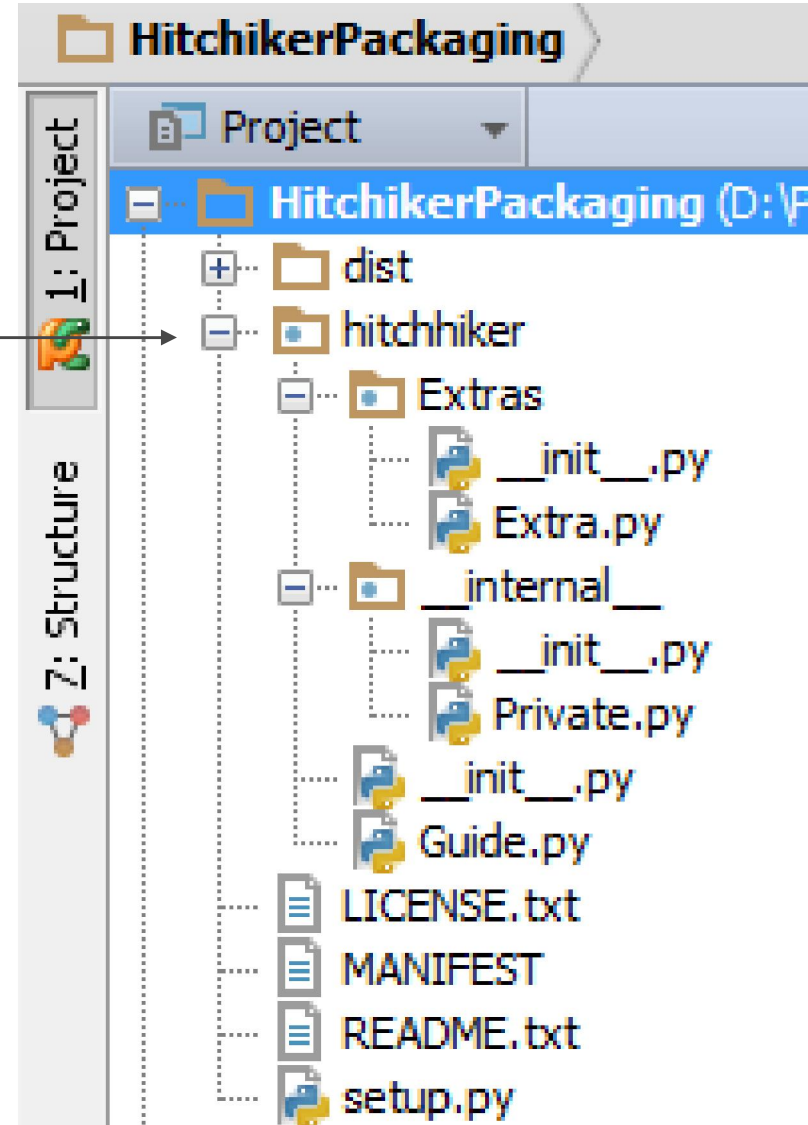 HitchikerPackaging
1: Project
Project
HitchikerPackaging (D:\P
dist
hitchhiker
Extras
__init__.py
Extra.py
__internal__
__init__.py
Private.py
__init__.py
Guide.py
LICENSE.txt
MANIFEST
README.txt
setup.py
7: Structure